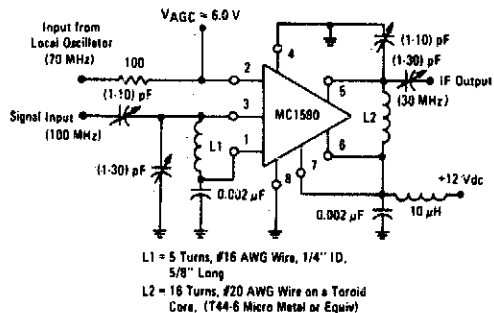 Input from
Local Oscillator
(70 MHz)
VAGC ≈ 6.0 V
100
(1-10) pF
Signal Input
(100 MHz)
(1-30) pF
L1
0.002 µF
2
3
1
4
MC1590
5
6
7
8
(1-10) pF
(1-30) pF
IF Output
(30 MHz)
L2
+12 Vdc
0.002 µF
10 µH
L1 = 5 Turns, #16 AWG Wire, 1/4" ID,
5/8" Long
L2 = 16 Turns, #20 AWG Wire on a Toroid
Core, (T44-6 Micro Metal or Equiv)